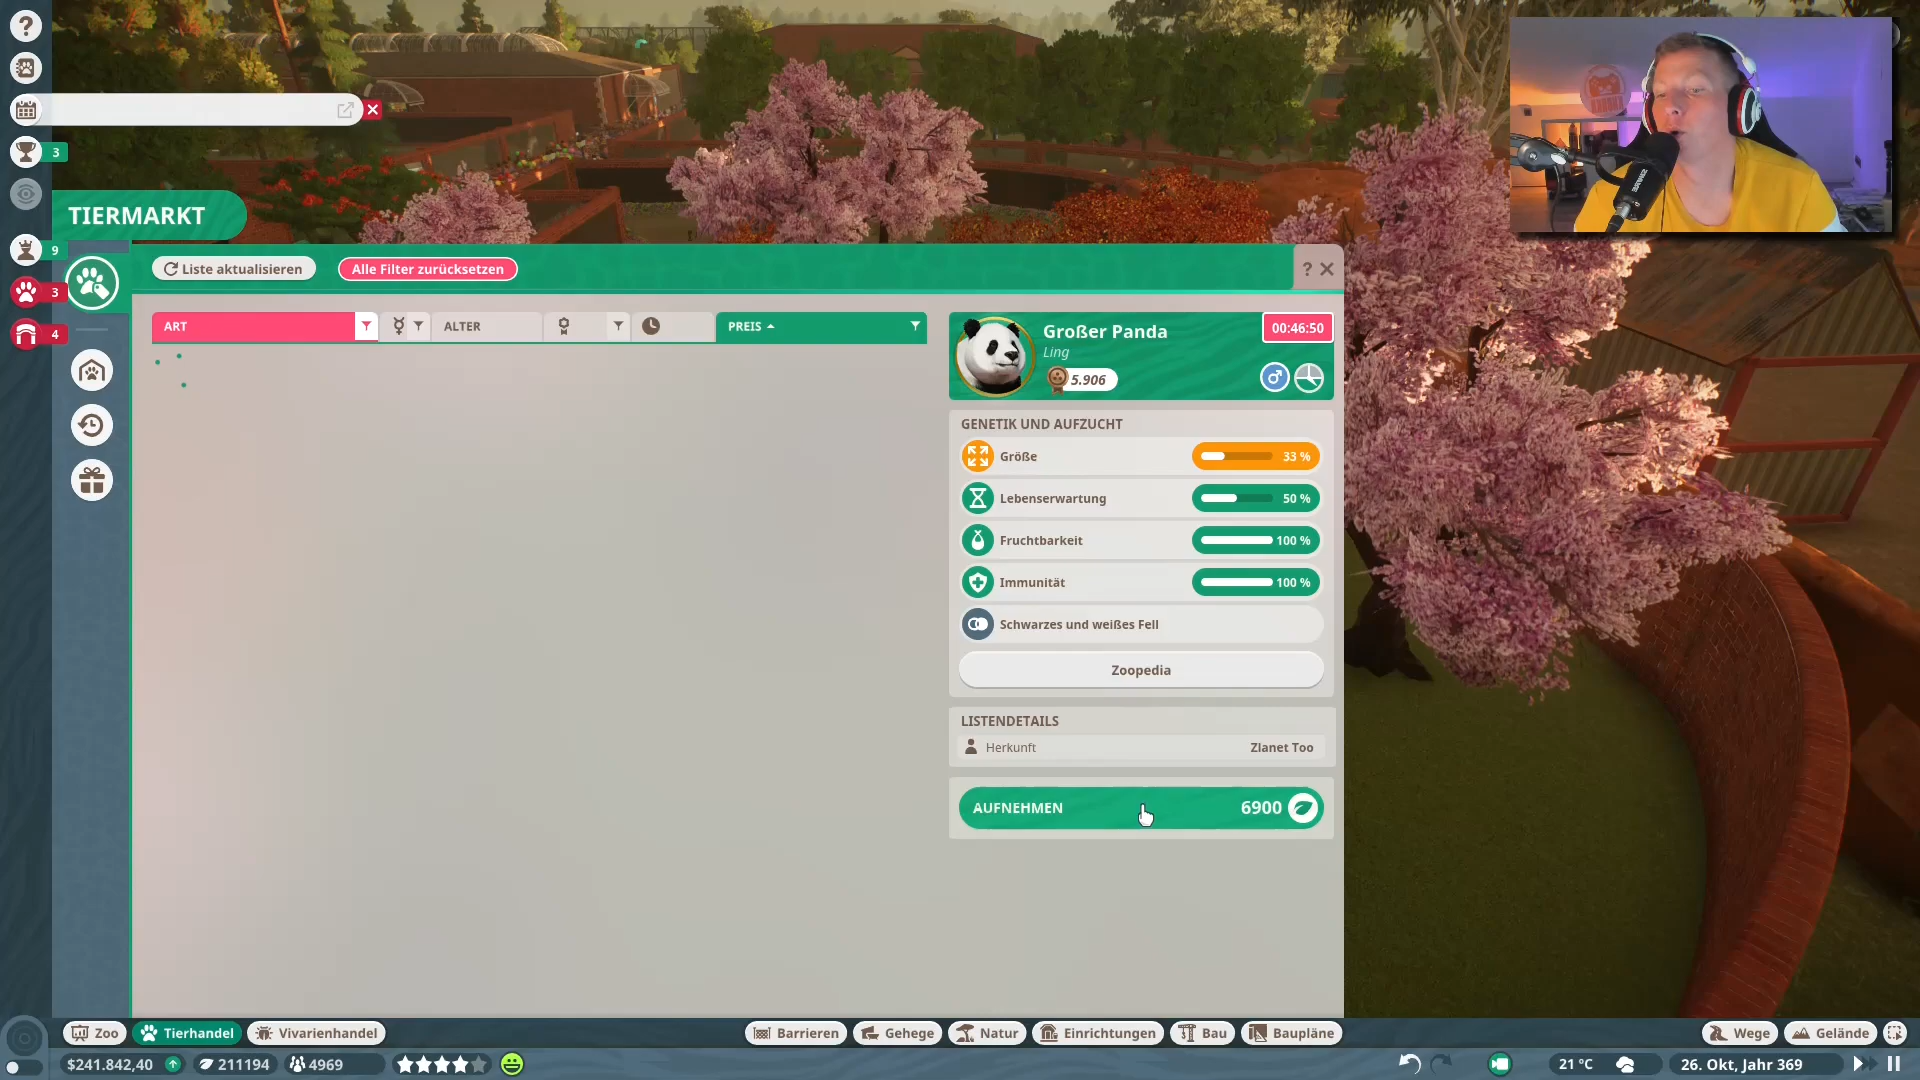 ?
3
TIERMARKT
9
3
4
Liste aktualisieren
Alle Filter zurücksetzen
?
ART
ALTER
PREIS
Großer Panda
Ling
5.906
00:46:50
GENETIK UND AUFZUCHT
Größe
33 %
Lebenserwartung
50 %
Fruchtbarkeit
100 %
Immunität
100 %
Schwarzes und weißes Fell
Zoopedia
LISTENDETAILS
Herkunft
Zlanet Too
AUFNEHMEN
6900
Zoo
Tierhandel
Vivarienhandel
Barrieren
Gehege
Natur
Einrichtungen
Bau
Baupläne
Wege
Gelände
$241.842,40
211194
4969
21 °C
26. Okt, Jahr 369